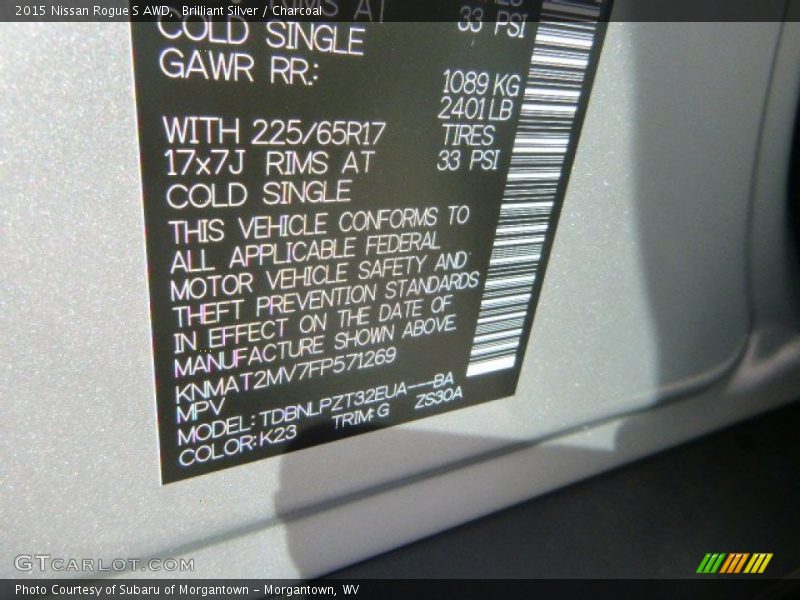 2015 Nissan Rogue S AWD, Brilliant Silver / Charcoal
33 PSI
COLD SINGLE
GAWR RR.:
1089 KG
2401 LB
WITH 225/65R17 TIRES
17x7J RIMS AT 33 PSI
COLD SINGLE
THIS VEHICLE CONFORMS TO
ALL APPLICABLE FEDERAL
MOTOR VEHICLE SAFETY AND
THEFT PREVENTION STANDARDS
IN EFFECT ON THE DATE OF
MANUFACTURE SHOWN ABOVE
KNMAT2MV7FP571269
MPV
MODEL: TDBNLPZT32EUA---BA
COLOR: K23 TRIM: G ZS30A
GTCARLOT.COM
Photo Courtesy of Subaru of Morgantown - Morgantown, WV